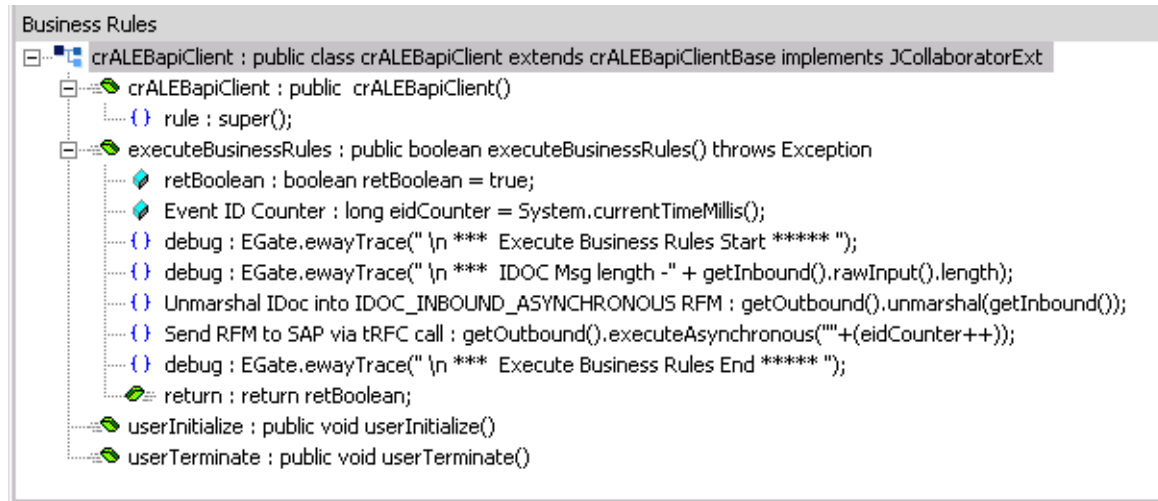 Business Rules
crALEBapiClient : public class crALEBapiClient extends crALEBapiClientBase implements JCollaboratorExt
crALEBapiClient : public  crALEBapiClient()
{} rule : super();
executeBusinessRules : public boolean executeBusinessRules() throws Exception
retBoolean : boolean retBoolean = true;
Event ID Counter : long eidCounter = System.currentTimeMillis();
{} debug : EGate.ewayTrace(" \n ***  Execute Business Rules Start ***** ");
{} debug : EGate.ewayTrace(" \n ***  IDOC Msg length -" + getInbound().rawInput().length);
{} Unmarshal IDoc into IDOC_INBOUND_ASYNCHRONOUS RFM : getOutbound().unmarshal(getInbound());
{} Send RFM to SAP via tRFC call : getOutbound().executeAsynchronous(""+(eidCounter++));
{} debug : EGate.ewayTrace(" \n ***  Execute Business Rules End ***** ");
return : return retBoolean;
userInitialize : public void userInitialize()
userTerminate : public void userTerminate()